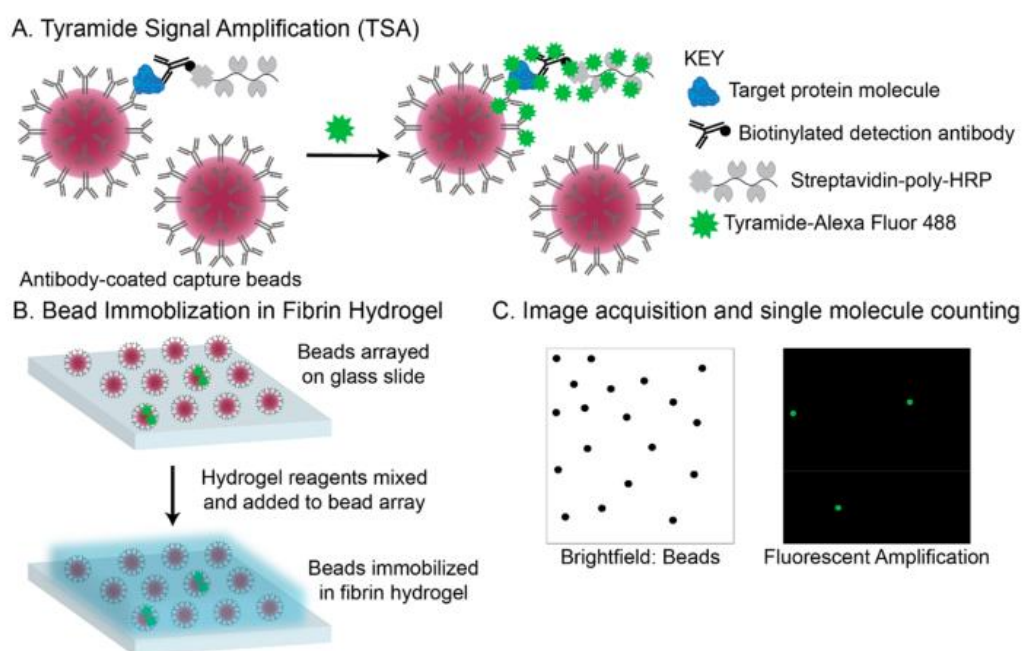 A. Tyramide Signal Amplification (TSA)
KEY
Target protein molecule
Biotinylated detection antibody
Streptavidin-poly-HRP
Tyramide-Alexa Fluor 488
Antibody-coated capture beads
B. Bead Immoblization in Fibrin Hydrogel
Beads arrayed
on glass slide
Hydrogel reagents mixed
and added to bead array
Beads immobilized
in fibrin hydrogel
C. Image acquisition and single molecule counting
Brightfield: Beads
Fluorescent Amplification